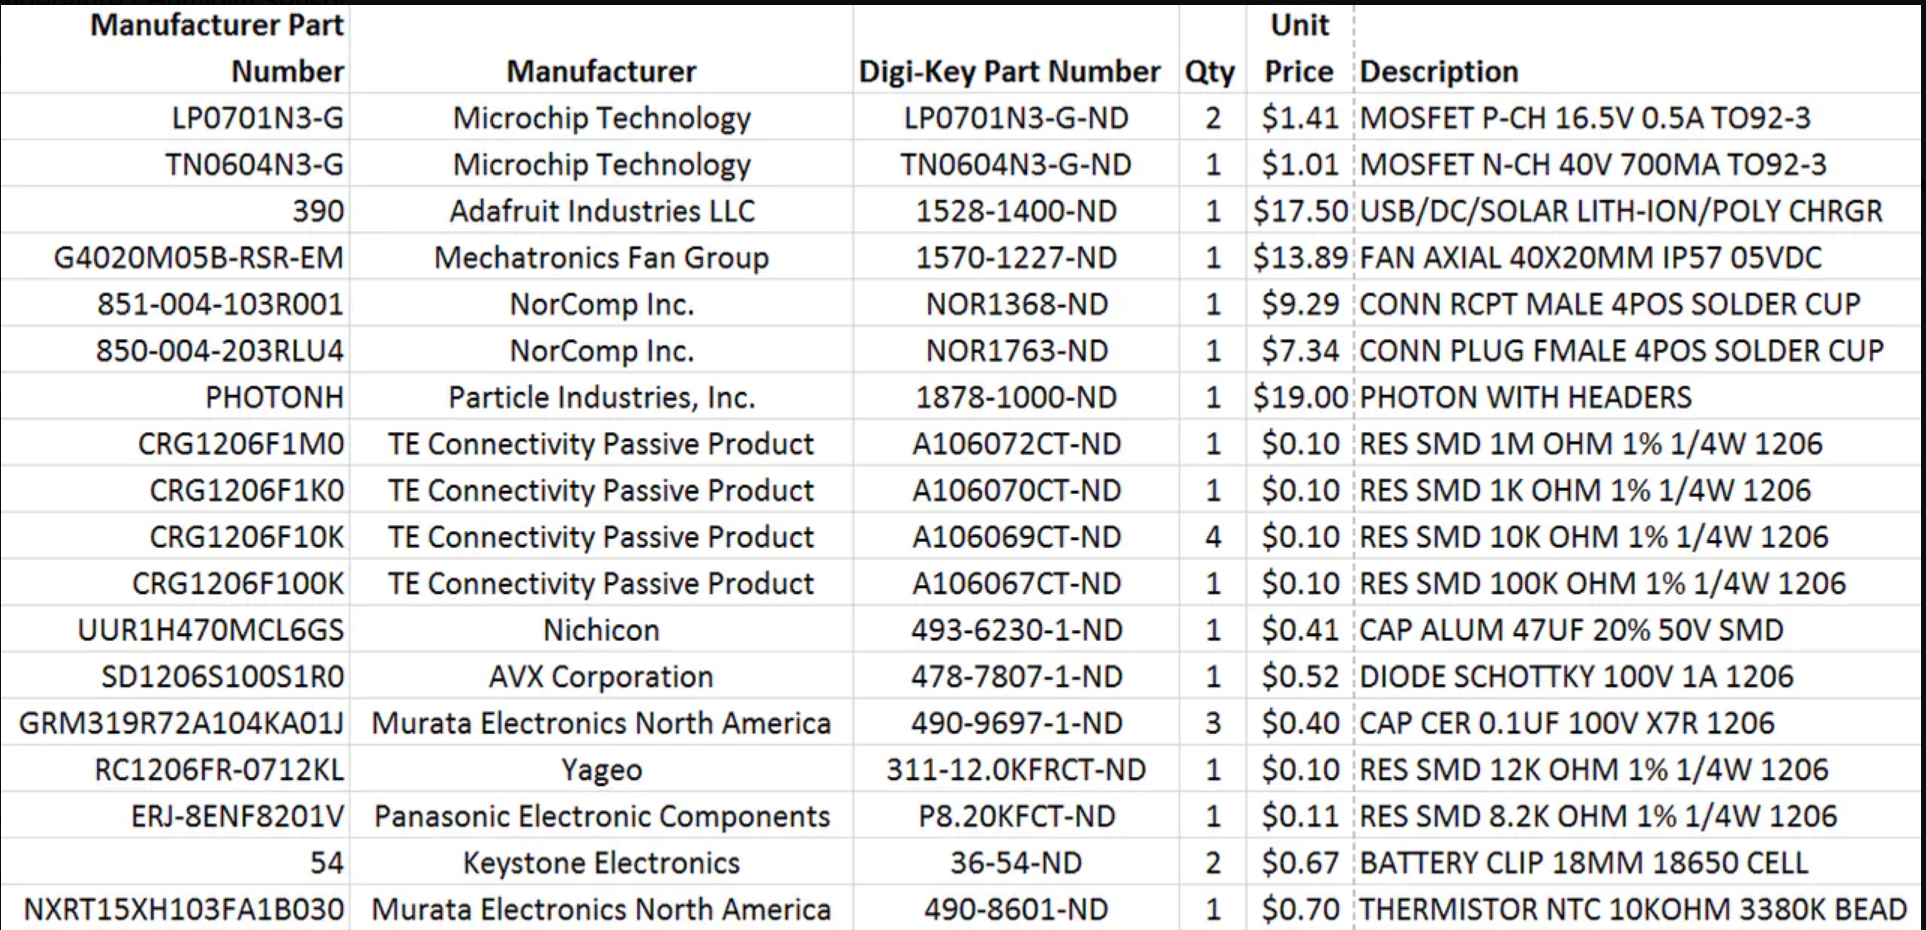 Manufacturer Part Number Manufacturer Digi-Key Part Number Qty Unit Price Description
LP0701N3-G Microchip Technology LP0701N3-G-ND 2 $1.41 MOSFET P-CH 16.5V 0.5A TO92-3
TN0604N3-G Microchip Technology TN0604N3-G-ND 1 $1.01 MOSFET N-CH 40V 700MA TO92-3
390 Adafruit Industries LLC 1528-1400-ND 1 $17.50 USB/DC/SOLAR LITH-ION/POLY CHRGR
G4020M05B-RSR-EM Mechatronics Fan Group 1570-1227-ND 1 $13.89 FAN AXIAL 40X20MM IP57 05VDC
851-004-103R001 NorComp Inc. NOR1368-ND 1 $9.29 CONN RCPT MALE 4POS SOLDER CUP
850-004-203RLU4 NorComp Inc. NOR1763-ND 1 $7.34 CONN PLUG FMALE 4POS SOLDER CUP
PHOTONH Particle Industries, Inc. 1878-1000-ND 1 $19.00 PHOTON WITH HEADERS
CRG1206F1M0 TE Connectivity Passive Product A106072CT-ND 1 $0.10 RES SMD 1M OHM 1% 1/4W 1206
CRG1206F1K0 TE Connectivity Passive Product A106070CT-ND 1 $0.10 RES SMD 1K OHM 1% 1/4W 1206
CRG1206F10K TE Connectivity Passive Product A106069CT-ND 4 $0.10 RES SMD 10K OHM 1% 1/4W 1206
CRG1206F100K TE Connectivity Passive Product A106067CT-ND 1 $0.10 RES SMD 100K OHM 1% 1/4W 1206
UUR1H470MCL6GS Nichicon 493-6230-1-ND 1 $0.41 CAP ALUM 47UF 20% 50V SMD
SD1206S100S1R0 AVX Corporation 478-7807-1-ND 1 $0.52 DIODE SCHOTTKY 100V 1A 1206
GRM319R72A104KA01J Murata Electronics North America 490-9697-1-ND 3 $0.40 CAP CER 0.1UF 100V X7R 1206
RC1206FR-0712KL Yageo 311-12.0KFRCT-ND 1 $0.10 RES SMD 12K OHM 1% 1/4W 1206
ERJ-8ENF8201V Panasonic Electronic Components P8.20KFCT-ND 1 $0.11 RES SMD 8.2K OHM 1% 1/4W 1206
54 Keystone Electronics 36-54-ND 2 $0.67 BATTERY CLIP 18MM 18650 CELL
NXRT15XH103FA1B030 Murata Electronics North America 490-8601-ND 1 $0.70 THERMISTOR NTC 10KOHM 3380K BEAD